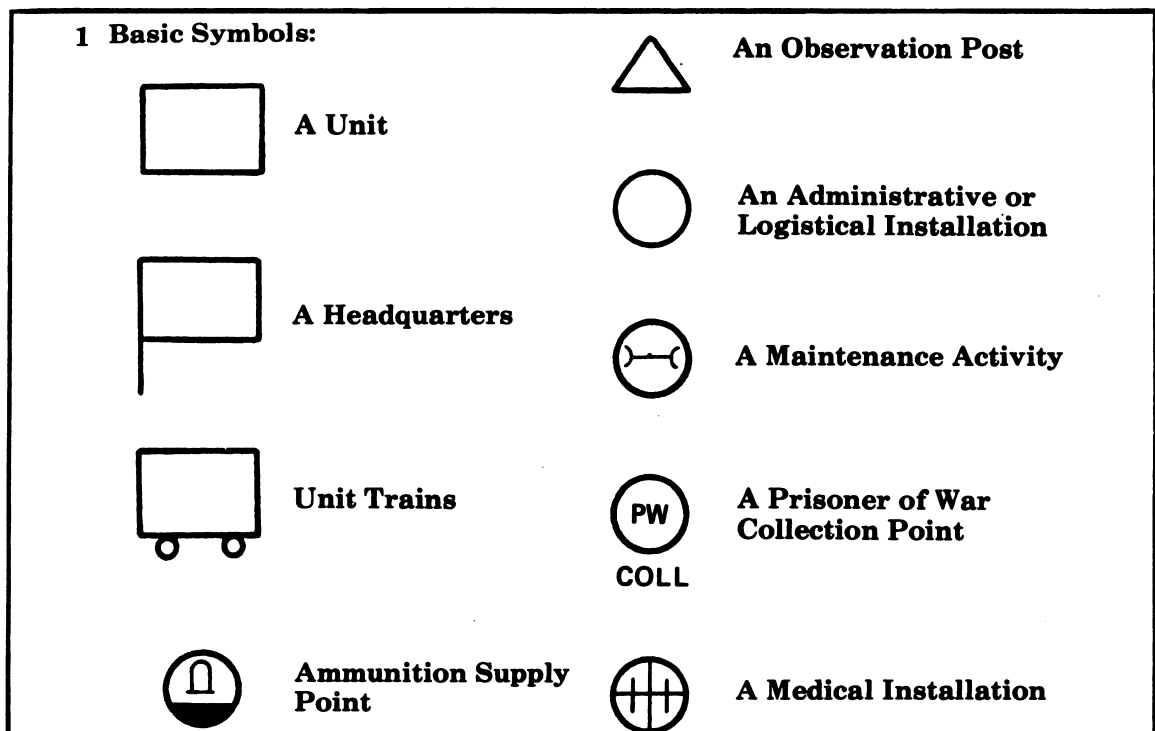 1 Basic Symbols:
A Unit
A Headquarters
Unit Trains
Ammunition Supply
Point
An Observation Post
An Administrative or
Logistical Installation
A Maintenance Activity
PW
COLL
A Prisoner of War
Collection Point
A Medical Installation